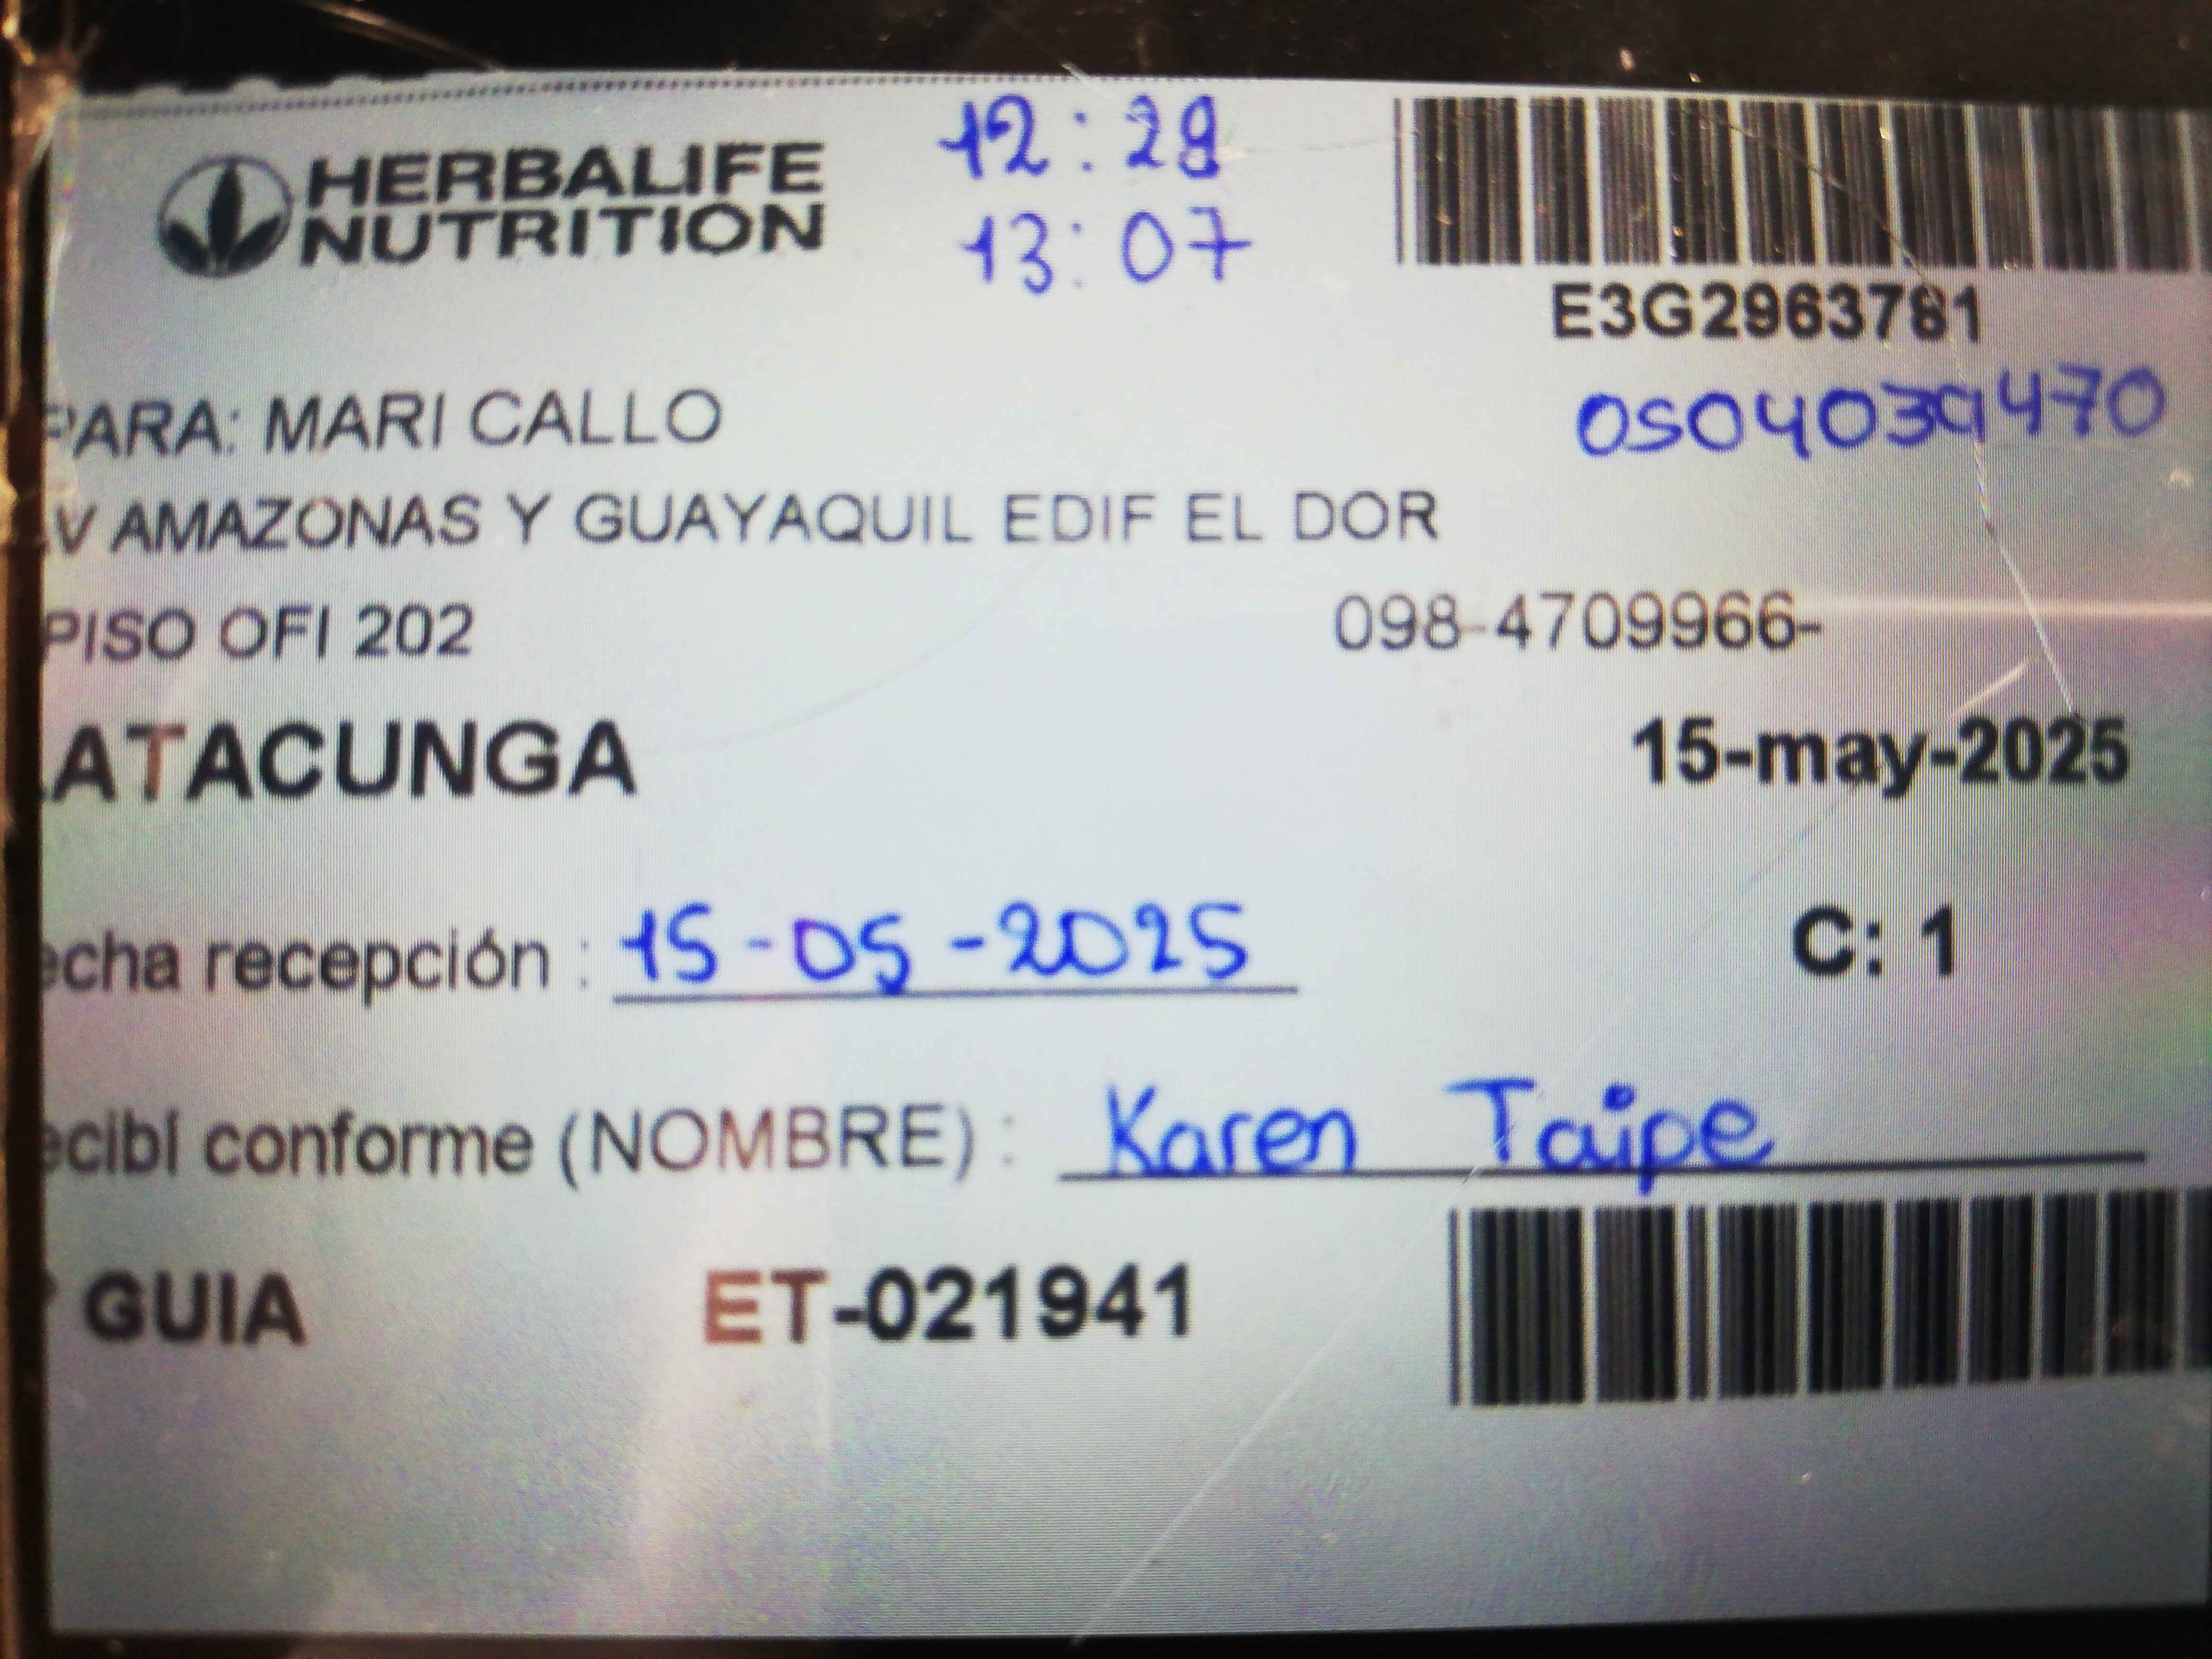 HERBALIFE
NUTRITION
12:28
13:07
E3G2963781
PARA: MARI CALLO
0504039470
V AMAZONAS Y GUAYAQUIL EDIF EL DOR
PISO OFI 202
098-4709966-
ATACUNGA
15-may-2025
echa recepción : 15-05-2025
C: 1
ecibí conforme (NOMBRE) : Karen Taipe
GUIA ET-021941